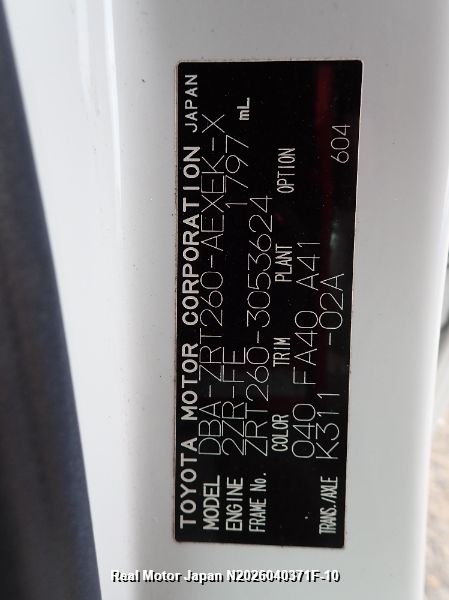 TOYOTA MOTOR CORPORATION JAPAN
MODEL DBA-ZRT260-AEXEK-X
ENGINE 2ZR-FE 1797 mL.
FRAME No. ZRT260-3053624
COLOR TRIM PLANT OPTION
040 FA40 A41 604
TRANS./AXLE K311 -02A
Real Motor Japan N2026040371F-10